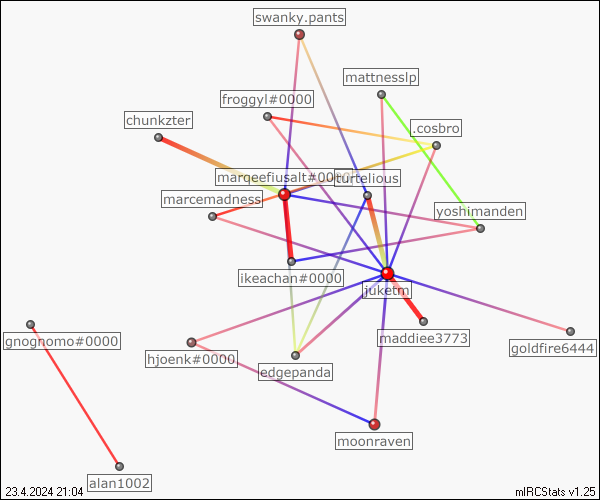 swanky.pants
mattnesslp
froggyl#0000
chunkzter
.cosbro
marqeefiusalt#0000
turtelious
marcemadness
yoshimanden
ikeachan#0000
juketm
gnognomo#0000
hjoenk#0000
maddiee3773
goldfire6444
edgepanda
moonraven
alan1002
23.4.2024 21:04
mIRCStats v1.25